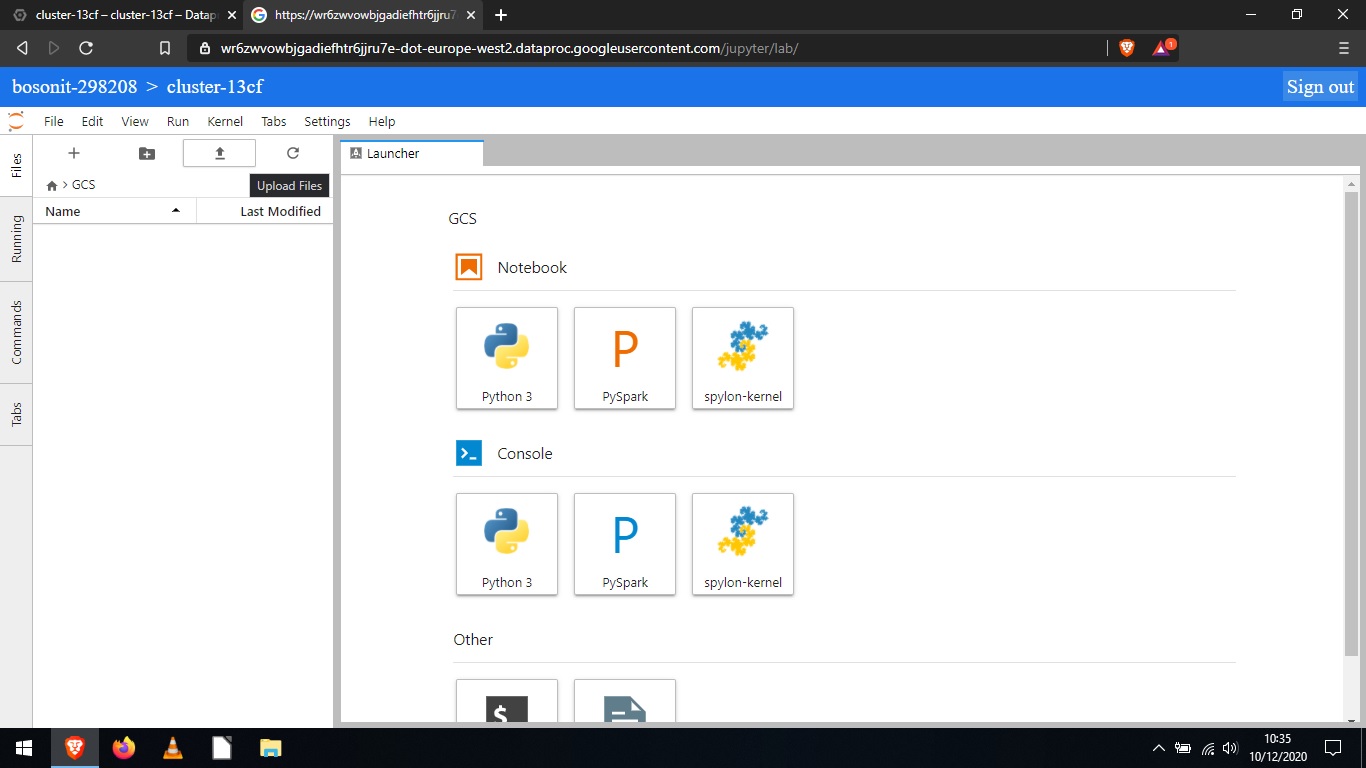 cluster-13cf – cluster-13cf – Datap
https://wr6zwvowbjgadiefhtr6jjru7
wr6zwvowbjgadiefhtr6jjru7e-dot-europe-west2.dataproc.googleusercontent.com/jupyter/lab/
1
bosonit-298208 > cluster-13cf
Sign out
File Edit View Run Kernel Tabs Settings Help
Files
Running
Commands
Tabs
> GCS
Upload Files
Name
Last Modified
Launcher
GCS
Notebook
Python 3
P
PySpark
spylon-kernel
Console
Python 3
P
PySpark
spylon-kernel
Other
$
10:35
10/12/2020